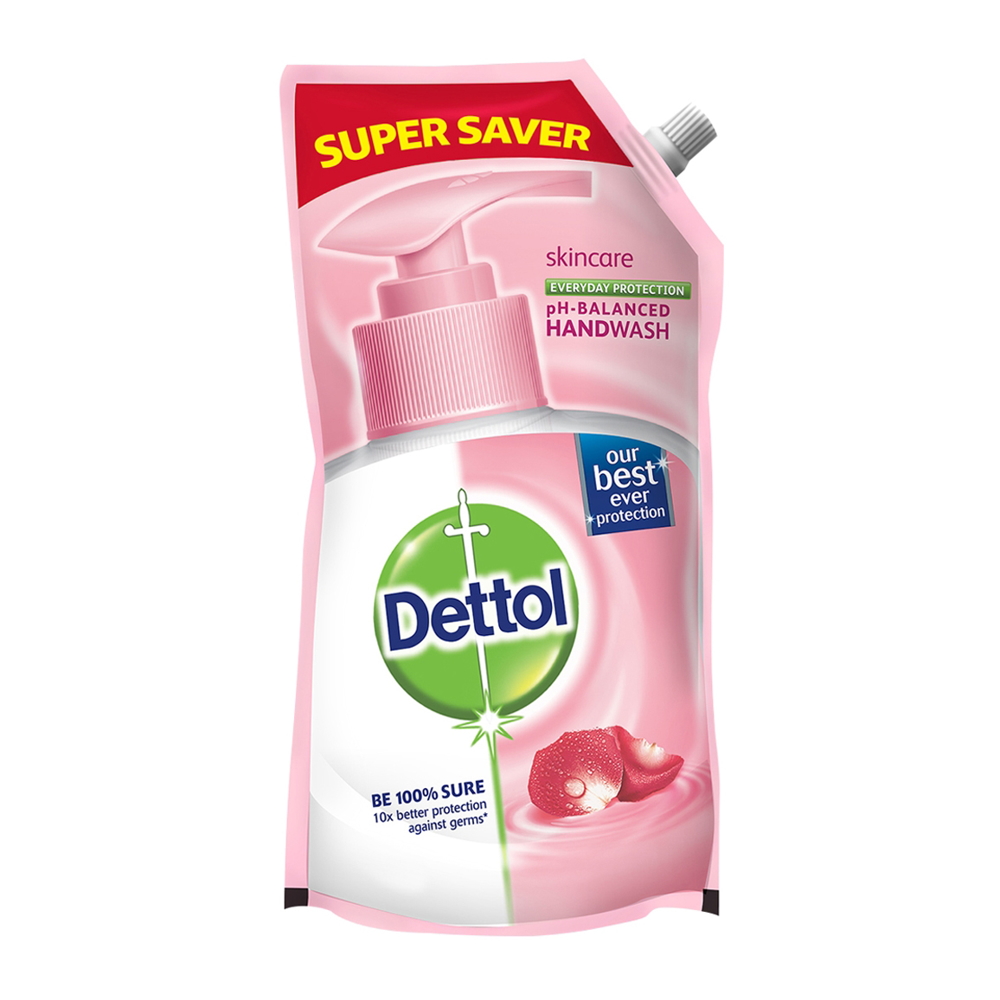 SUPER SAVER
skincare
EVERYDAY PROTECTION
pH-BALANCED
HANDWASH
our
best
ever
protection
Dettol
BE 100% SURE
10x better protection
against germs*